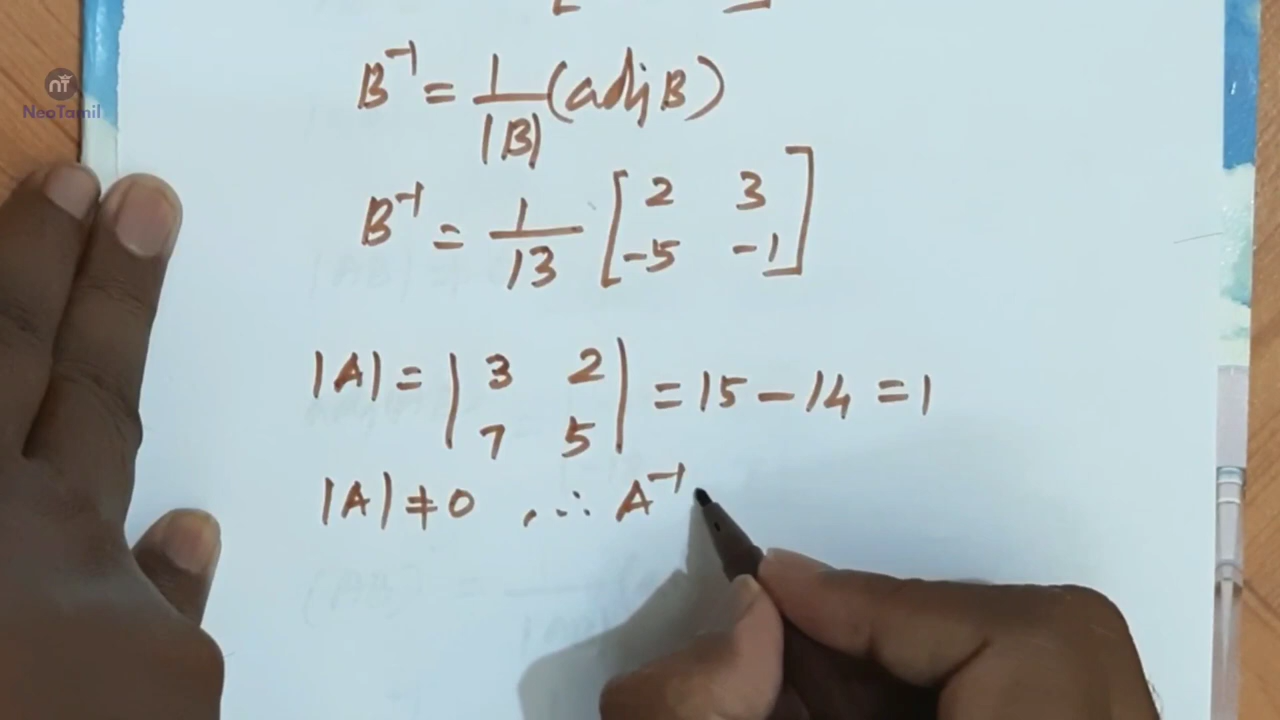 NT
NeoTamil
B⁻¹ = 1/|B| (adj B)
B⁻¹ = 1/13 [2 3
-5 -1]
|A| = |3 2
7 5| = 15 - 14 = 1
|A| ≠ 0 ∴ A⁻¹